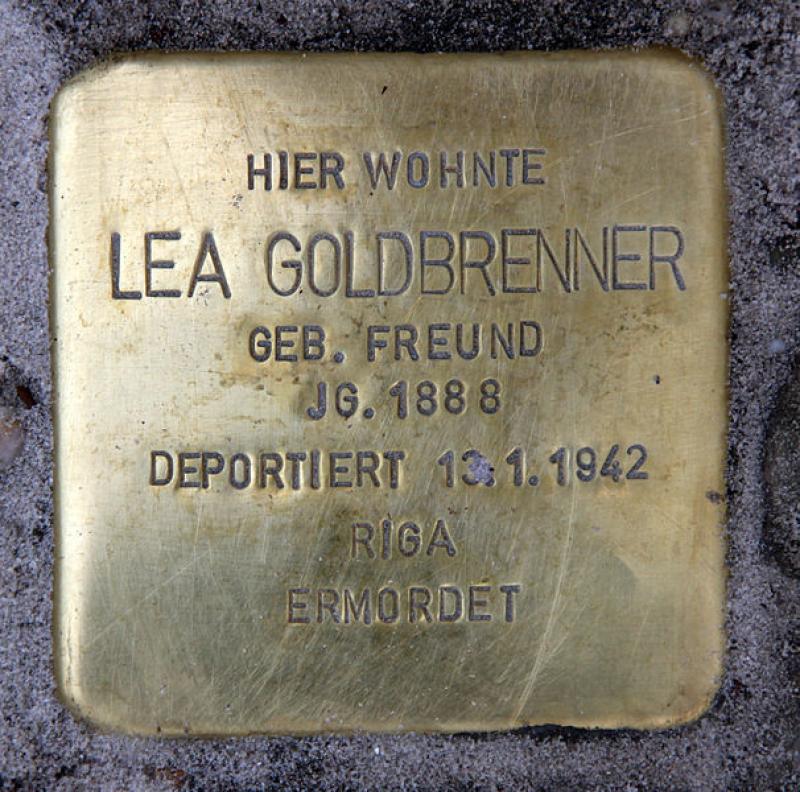 HIER WOHNTE
LEA GOLDBRENNER
GEB. FREUND
JG. 1888
DEPORTIERT 13.1.1942
RIGA
ERMORDET